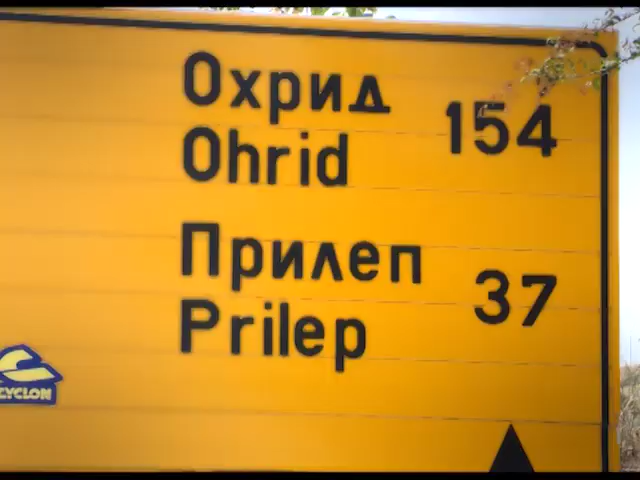 Охрид 154
Ohrid
Прилеп 37
Prilep
CYCLON